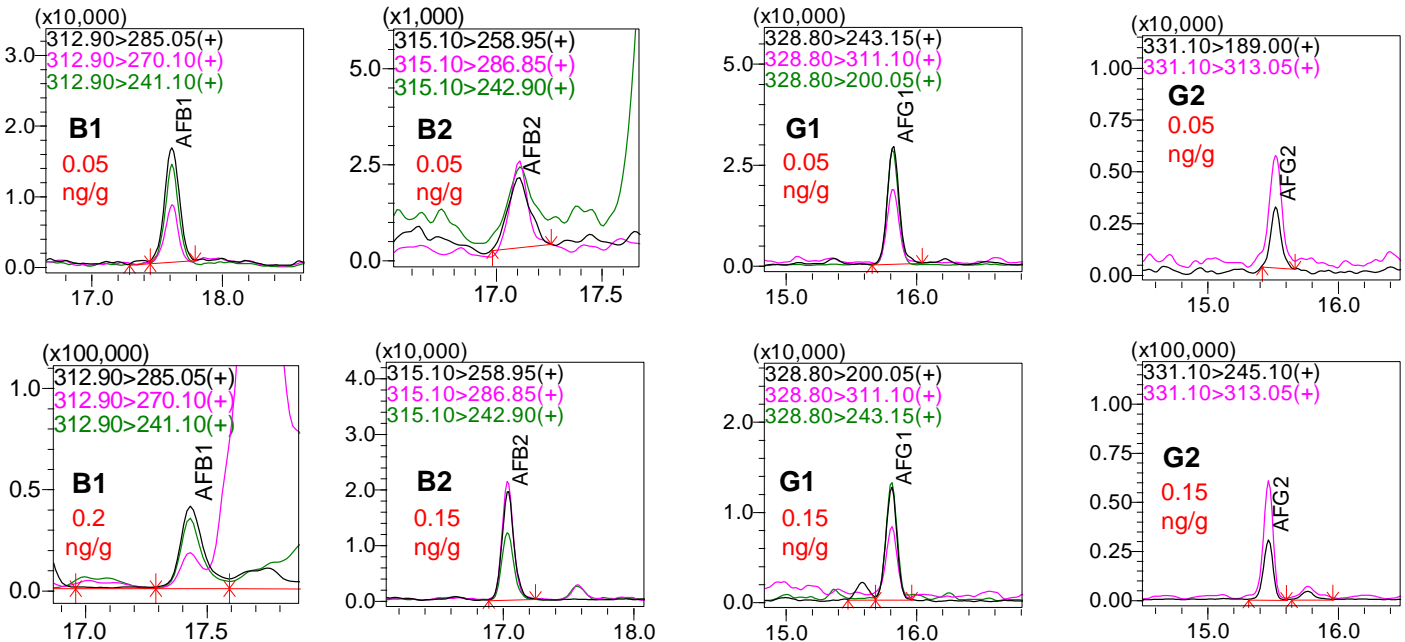 (x10,000)
312.90>285.05(+)
312.90>270.10(+)
312.90>241.10(+)
3.0
2.0
1.0
0.0
B1
0.05
ng/g
AFB1
17.0
18.0
(x1,000)
315.10>258.95(+)
315.10>286.85(+)
315.10>242.90(+)
5.0
2.5
0.0
B2
0.05
ng/g
AFB2
17.0
17.5
(x10,000)
328.80>243.15(+)
328.80>311.10(+)
328.80>200.05(+)
5.0
2.5
0.0
G1
0.05
ng/g
AFG1
15.0
16.0
(x10,000)
331.10>189.00(+)
331.10>313.05(+)
1.00
0.75
0.50
0.25
0.00
G2
0.05
ng/g
AFG2
15.0
16.0
(x100,000)
312.90>285.05(+)
312.90>270.10(+)
312.90>241.10(+)
1.0
0.5
0.0
B1
0.2
ng/g
AFB1
17.0
17.5
(x10,000)
315.10>258.95(+)
315.10>286.85(+)
315.10>242.90(+)
4.0
3.0
2.0
1.0
0.0
B2
0.15
ng/g
AFB2
17.0
18.0
(x10,000)
328.80>200.05(+)
328.80>311.10(+)
328.80>243.15(+)
2.0
1.0
0.0
G1
0.15
ng/g
AFG1
15.0
16.0
(x100,000)
331.10>245.10(+)
331.10>313.05(+)
1.00
0.75
0.50
0.25
0.00
G2
0.15
ng/g
AFG2
15.0
16.0